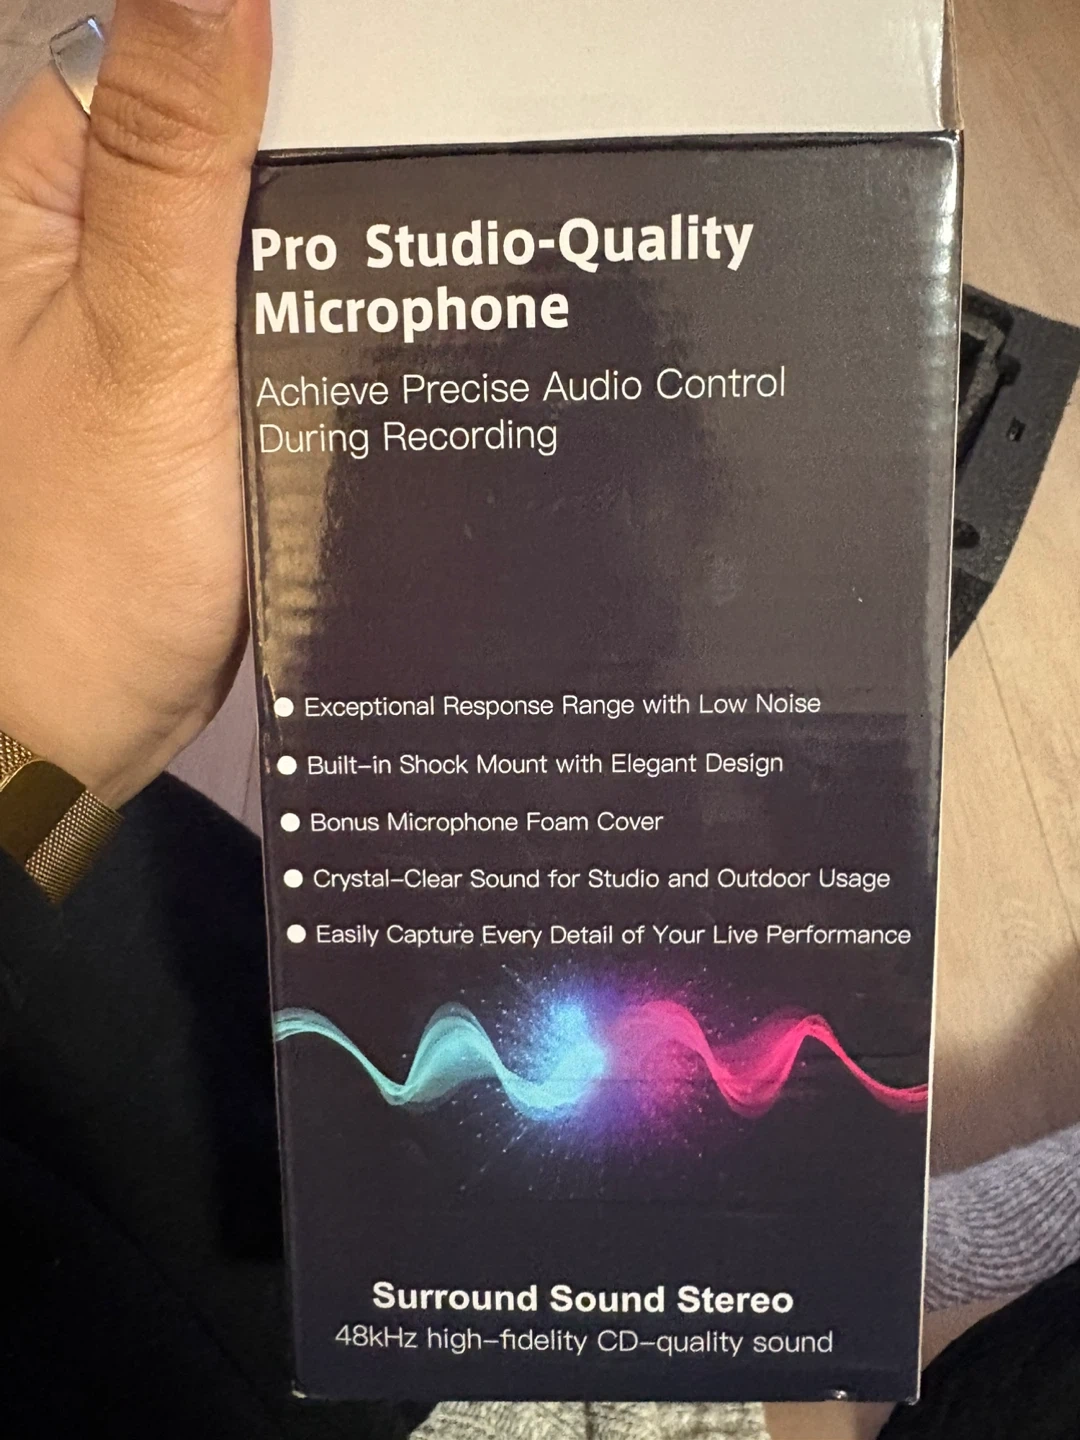 Pro Studio-Quality
Microphone
Achieve Precise Audio Control
During Recording
● Exceptional Response Range with Low Noise
● Built-in Shock Mount with Elegant Design
● Bonus Microphone Foam Cover
● Crystal-Clear Sound for Studio and Outdoor Usage
● Easily Capture Every Detail of Your Live Performance
Surround Sound Stereo
48kHz high-fidelity CD-quality sound